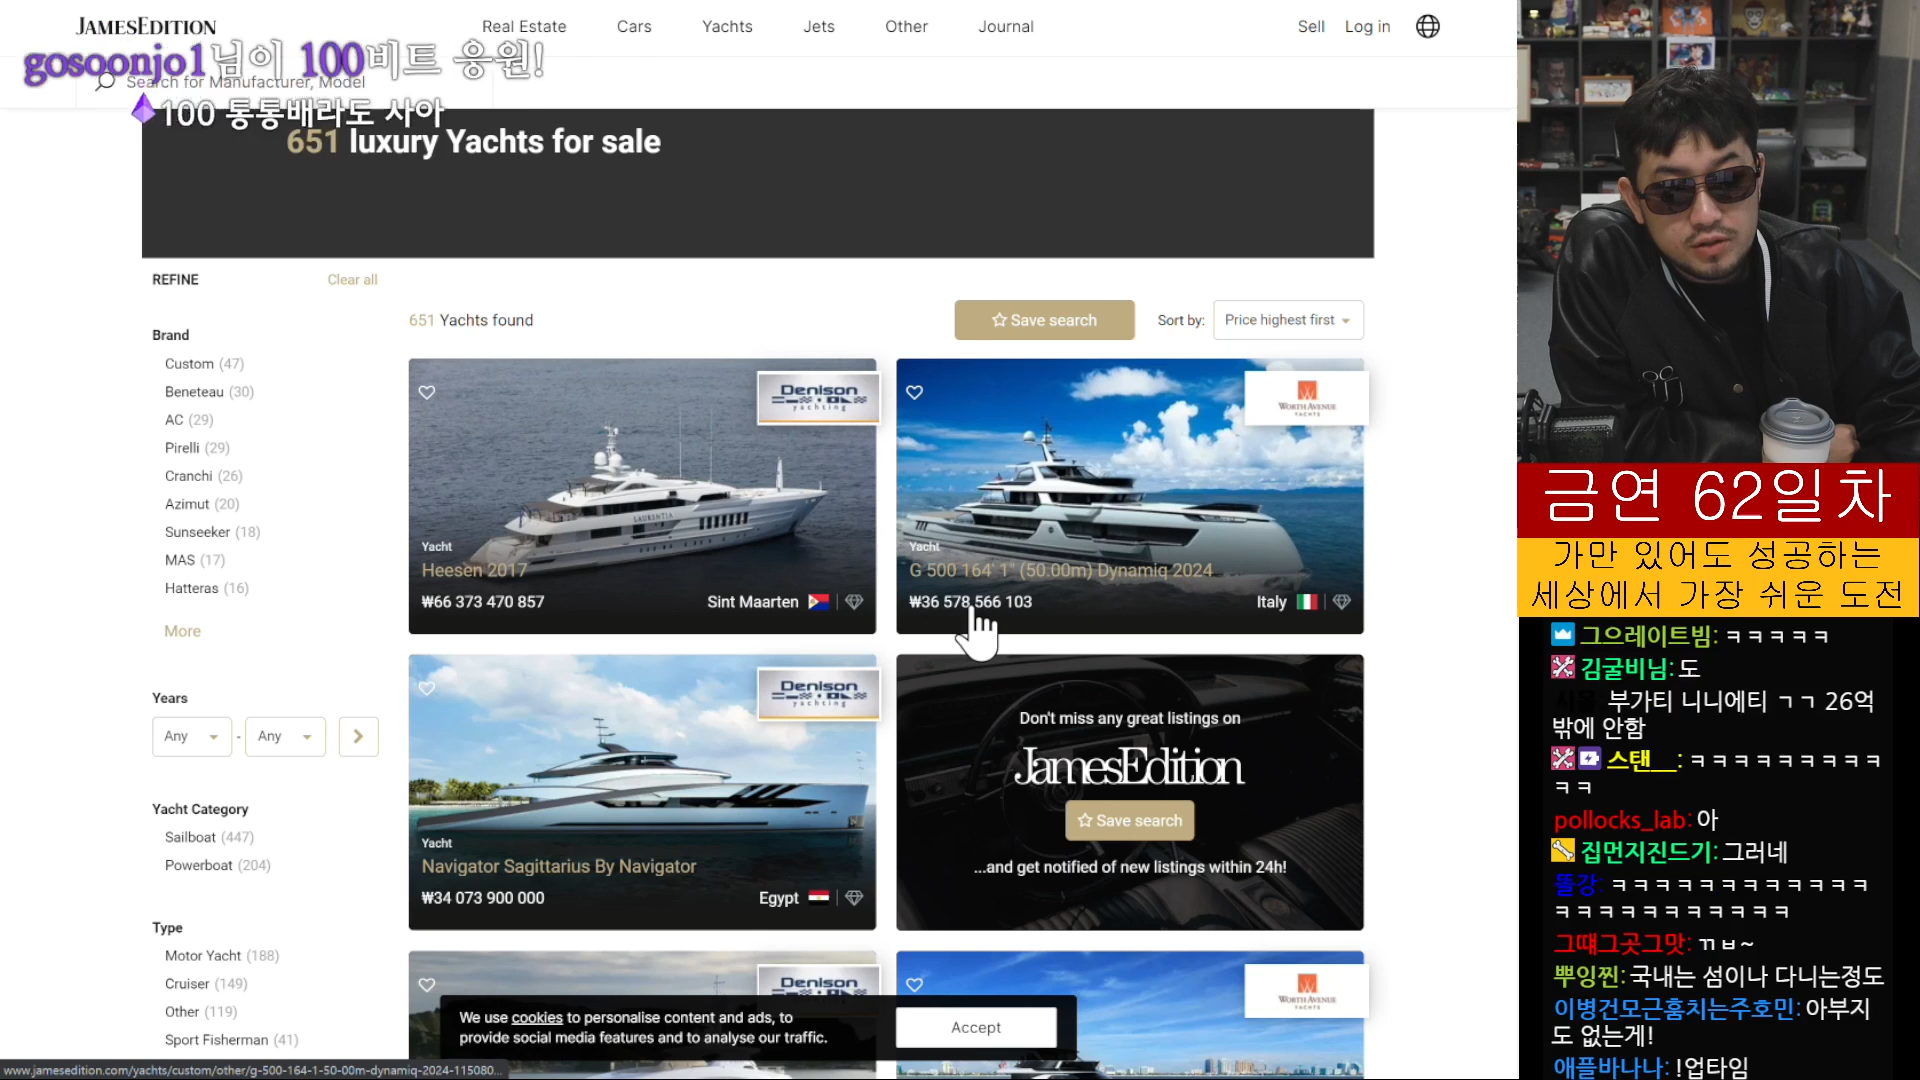 JAMESEDITION
Real Estate
Cars
Yachts
Jets
Other
Journal
Sell
Log in
gosoonjo1님이 100비트 응원!
Search for Manufacturer, Model
100 통통배라도 사아
651 luxury Yachts for sale
REFINE
Clear all
651 Yachts found
Save search
Sort by:
Price highest first
Brand
Custom (47)
Beneteau (30)
AC (29)
Pirelli (29)
Cranchi (26)
Azimut (20)
Sunseeker (18)
MAS (17)
Hatteras (16)
More
Years
Any - Any
Yacht Category
Sailboat (447)
Powerboat (204)
Type
Motor Yacht (188)
Cruiser (149)
Other (119)
Sport Fisherman (41)
Denison
yachting
LAURENTIA
Yacht
Heesen 2017
₩66 373 470 857
Sint Maarten
WORTH AVENUE
YACHTS
Yacht
G 500 164' 1" (50.00m) Dynamiq 2024
₩36 578 566 103
Italy
Denison
yachting
Yacht
Navigator Sagittarius By Navigator
₩34 073 900 000
Egypt
Don't miss any great listings on
JamesEdition
Save search
...and get notified of new listings within 24h!
Denison
WORTH AVENUE
YACHTS
We use cookies to personalise content and ads, to
provide social media features and to analyse our traffic.
Accept
www.jamesedition.com/yachts/custom/other/g-500-164-1-50-00m-dynamiq-2024-115080...
금연 62일차
가만 있어도 성공하는
세상에서 가장 쉬운 도전
그으레이트빔: ㅋㅋㅋㅋㅋ
김굴비님: 도
부가티 니니에티 ㄱㄱ 26억
밖에 안함
스탠__: ㅋㅋㅋㅋㅋㅋㅋㅋㅋ
ㅋㅋ
pollocks_lab: 아
집먼지진드기: 그러네
똘강: ㅋㅋㅋㅋㅋㅋㅋㅋㅋㅋㅋㅋ
ㅋㅋㅋㅋㅋㅋㅋㅋㅋㅋㅋ
그때그곳그맛: ㄲㅂ~
뿌잉찐: 국내는 섬이나 다니는정도
이병건모근훔치는주호민: 아부지
도 없는게!
애플바나나: !업타임